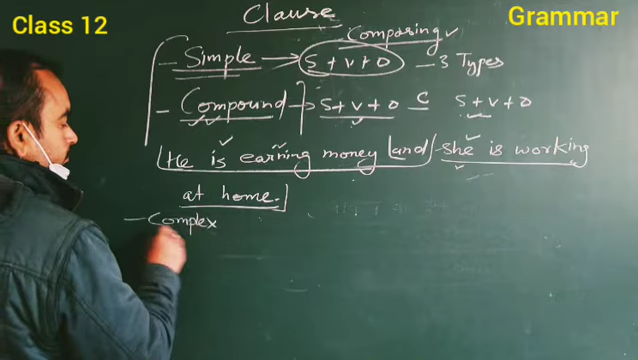 Class 12
Grammar
Clause
Composing ✓
- Simple → S + V + O - 3 Types
- Compound - S + V + O C S + V + O
He is earning money and she is working
at home.
- Complex